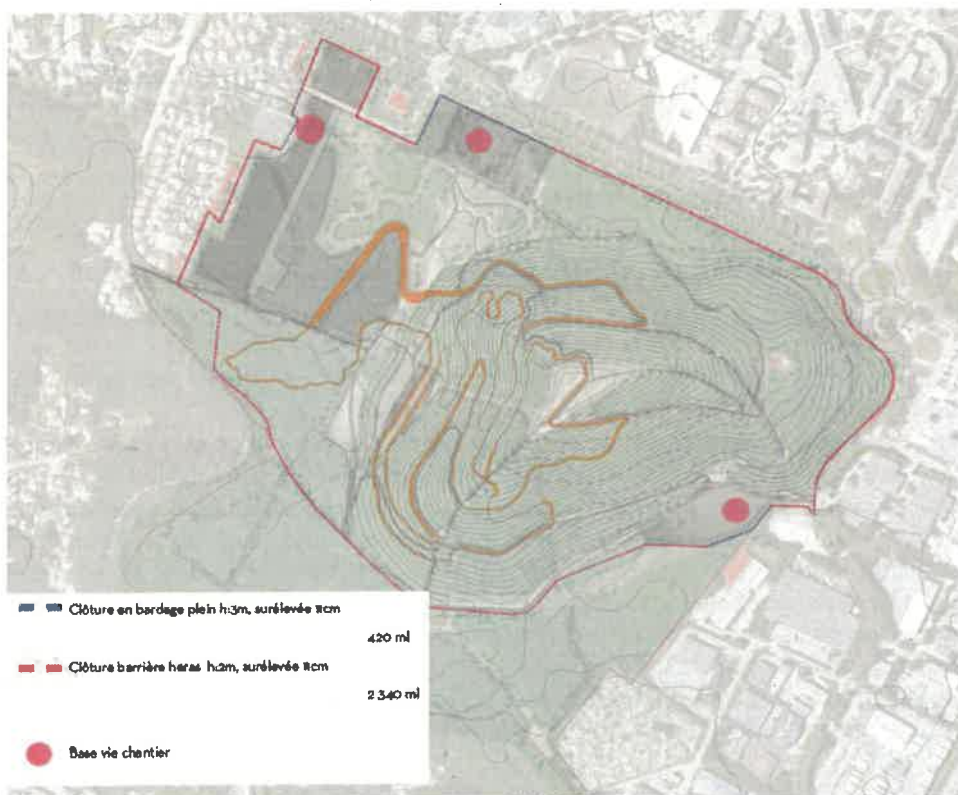 Clôture en bardage plein h:3m, surélevée
420 ml
Clôture barrière heras h:2m, surélevée
2 340 ml
Base vie chantier